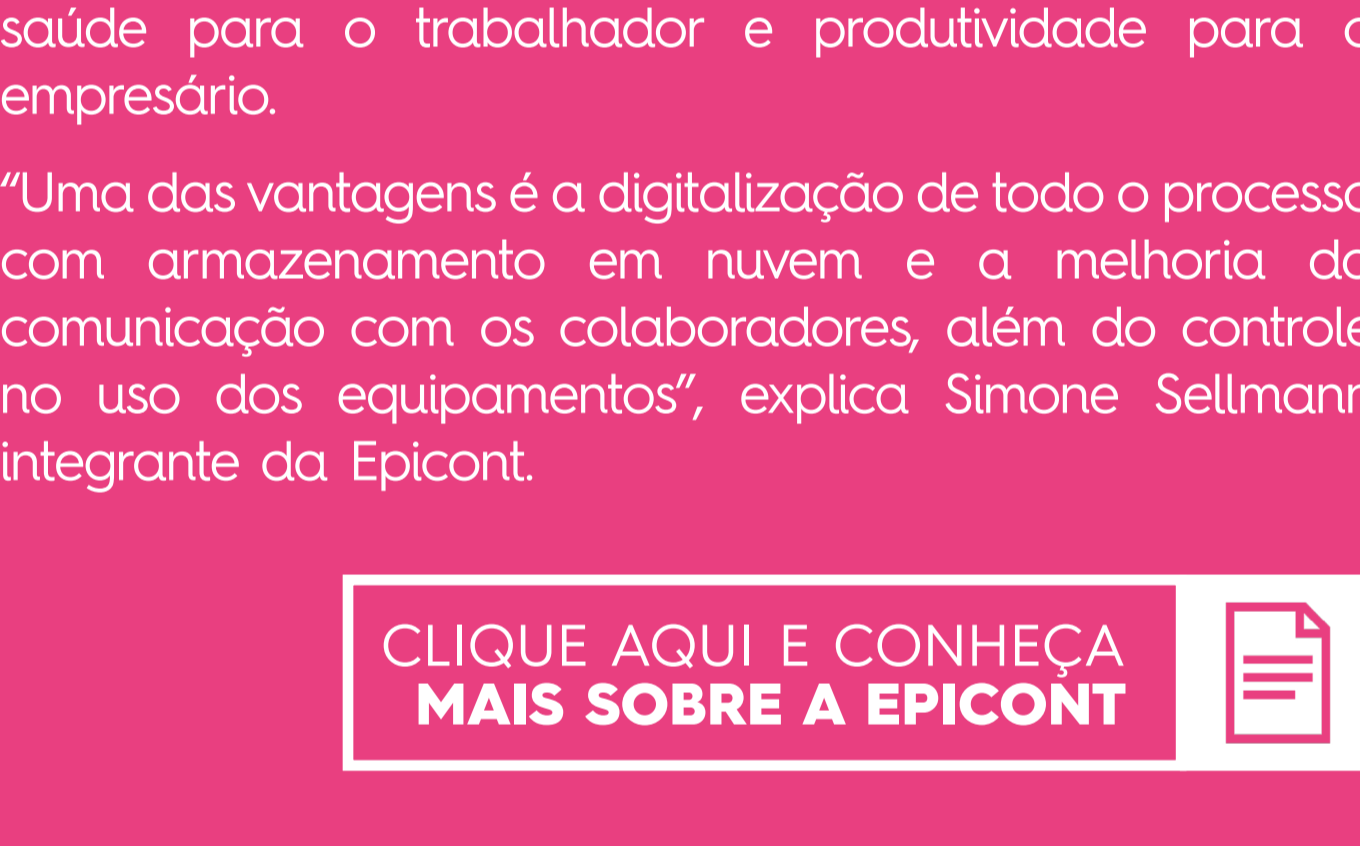 saúde para o trabalhador e produtividade para o
empresário.
“Uma das vantagens é a digitalização de todo o processo
com armazenamento em nuvem e a melhoria da
comunicação com os colaboradores, além do controle
no uso dos equipamentos”, explica Simone Sellmann
integrante da Epicont.
CLIQUE AQUI E CONHEÇA
MAIS SOBRE A EPICONT